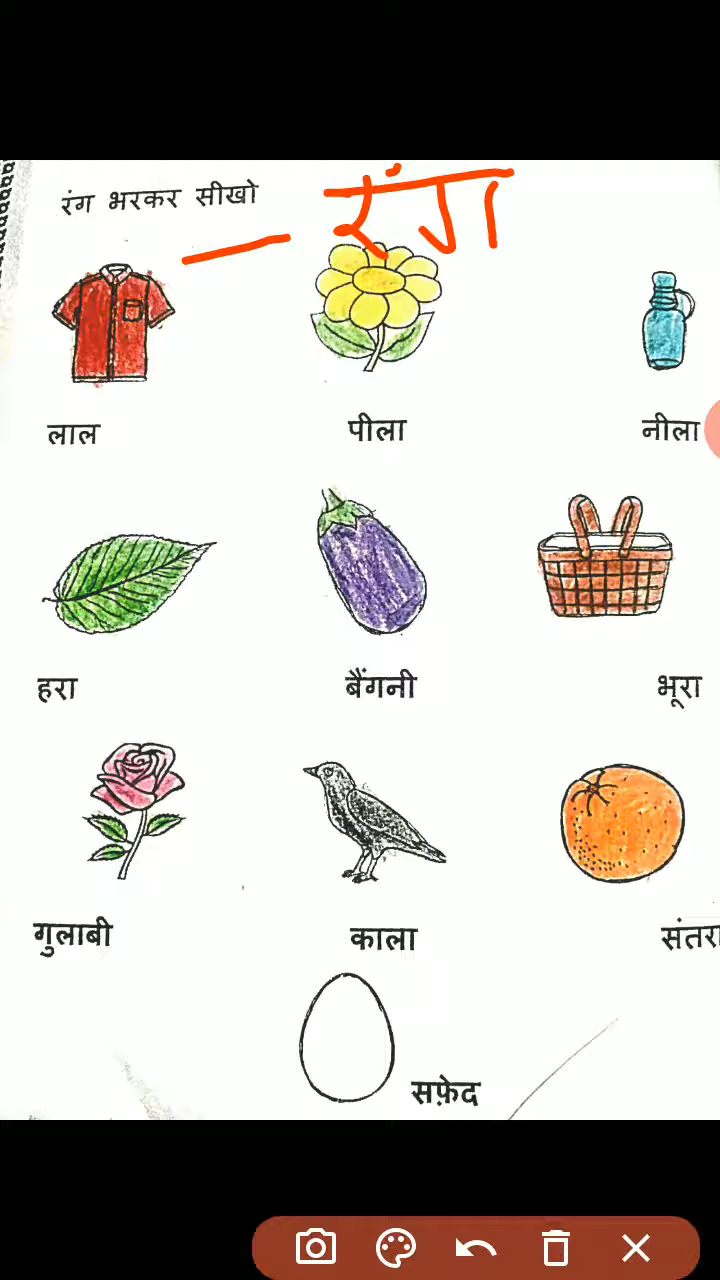 रंग भरकर सीखो
रंग
लाल पीला नीला
हरा बैंगनी भूरा
गुलाबी काला संतरा
सफ़ेद